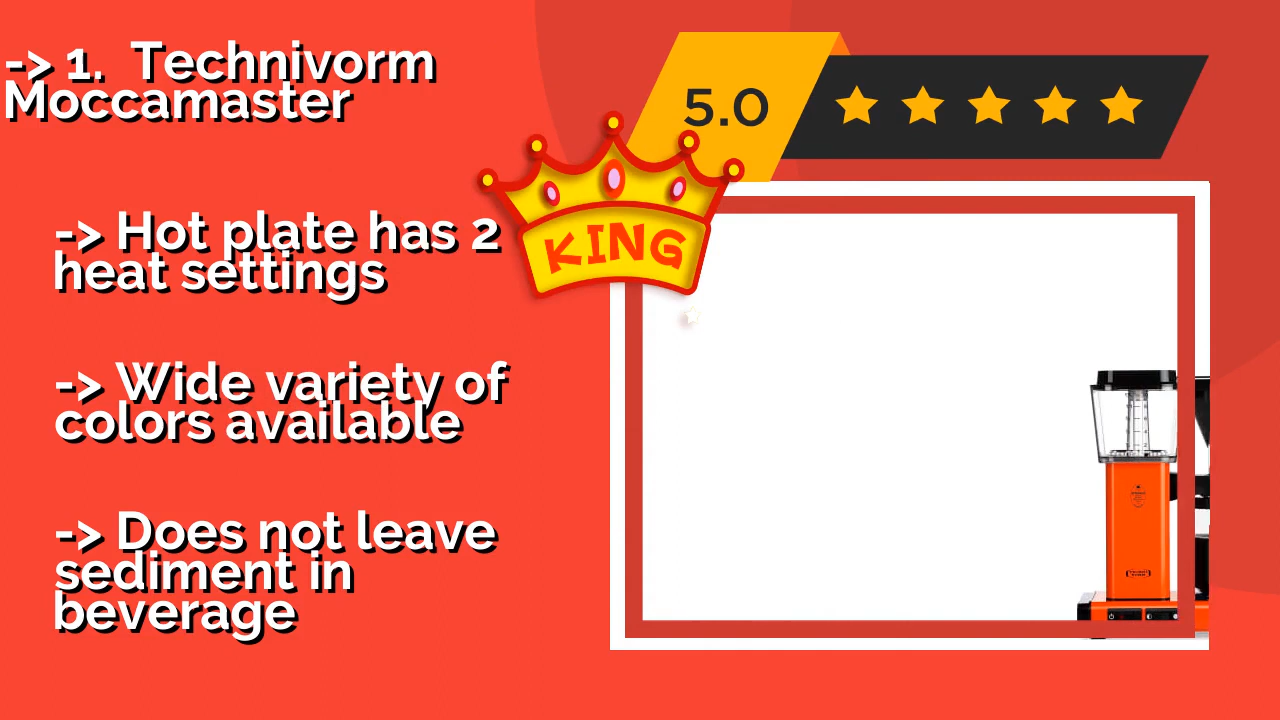 -> 1. Technivorm
Moccamaster
5.0
KING
-> Hot plate has 2
heat settings
-> Wide variety of
colors available
-> Does not leave
sediment in
beverage